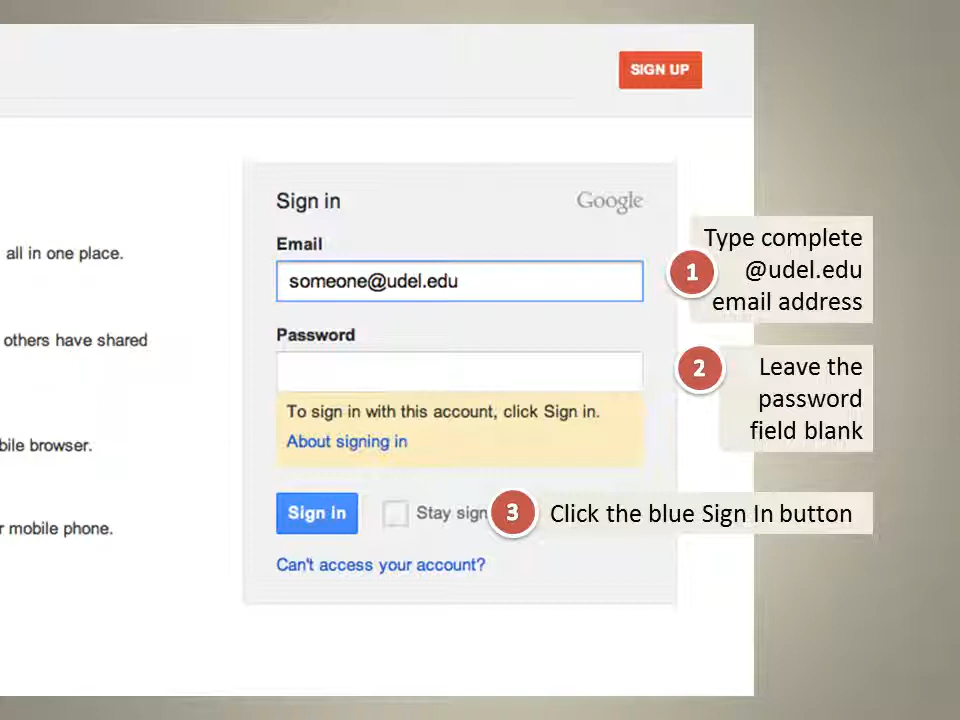 SIGN UP
Sign in
Google
Email
someone@udel.edu
Type complete
@udel.edu
email address
1
all in one place.
Password
others have shared
2
Leave the
password
field blank
To sign in with this account, click Sign in.
About signing in
bile browser.
Sign in
Stay sign
3
Click the blue Sign In button
r mobile phone.
Can't access your account?